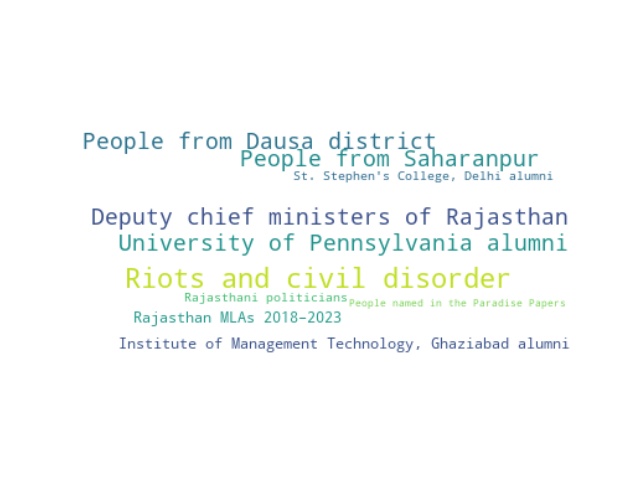 People from Dausa district
People from Saharanpur
St. Stephen's College, Delhi alumni
Deputy chief ministers of Rajasthan
University of Pennsylvania alumni
Riots and civil disorder
Rajasthani politicians
People named in the Paradise Papers
Rajasthan MLAs 2018–2023
Institute of Management Technology, Ghaziabad alumni